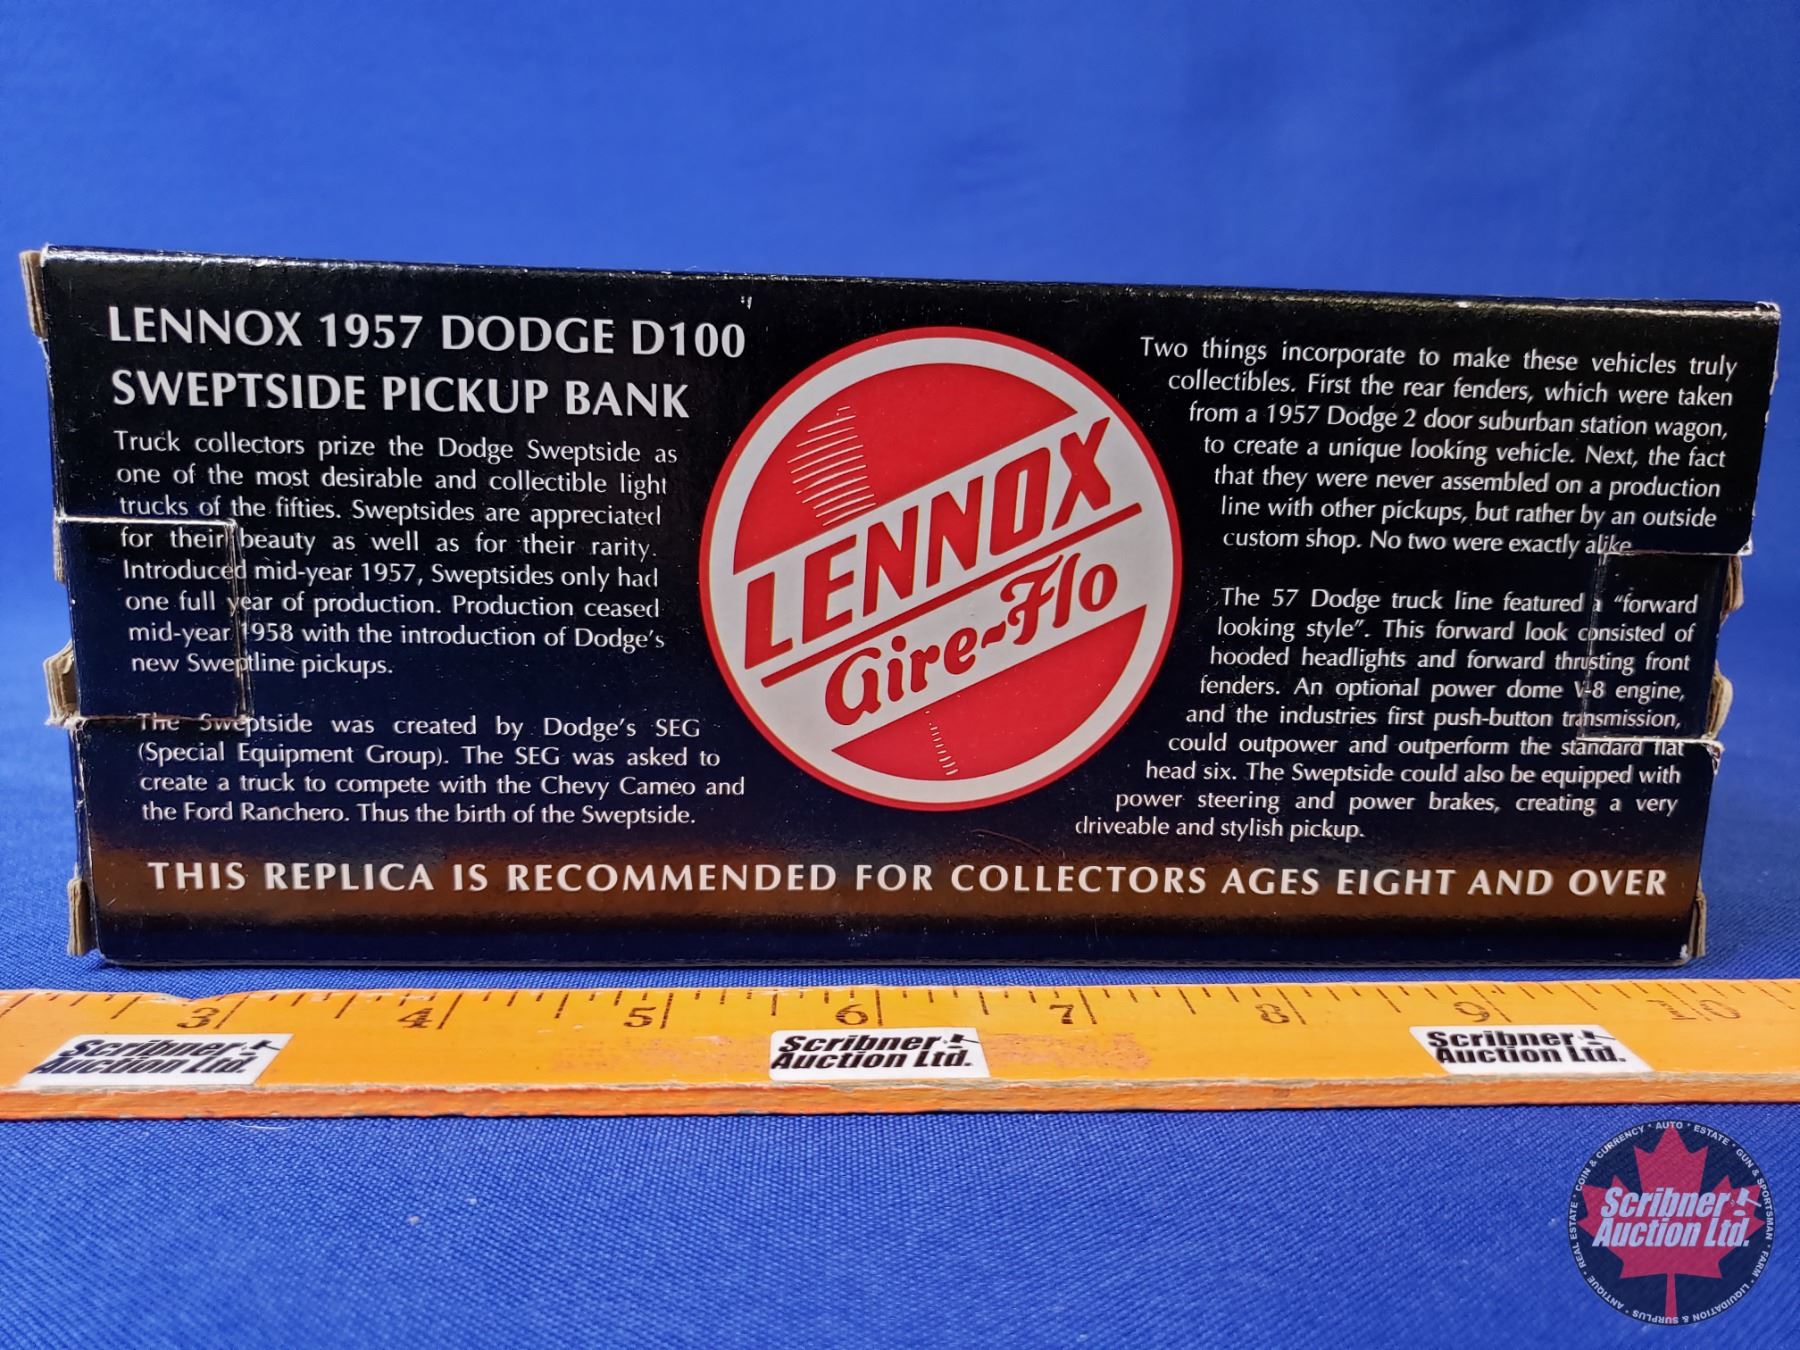 LENNOX 1957 DODGE D100
SWEPTSIDE PICKUP BANK
Truck collectors prize the Dodge Sweptside as
one of the most desirable and collectible light
trucks of the fifties. Sweptsides are appreciated
for their beauty as well as for their rarity.
Introduced mid-year 1957, Sweptsides only had
one full year of production. Production ceased
mid-year 1958 with the introduction of Dodge's
new Sweptline pickups.
The Sweptside was created by Dodge's SEG
(Special Equipment Group). The SEG was asked to
create a truck to compete with the Chevy Cameo and
the Ford Ranchero. Thus the birth of the Sweptside.
LENNOX
Aire-Flo
Two things incorporate to make these vehicles truly
collectibles. First the rear fenders, which were taken
from a 1957 Dodge 2 door suburban station wagon,
to create a unique looking vehicle. Next, the fact
that they were never assembled on a production
line with other pickups, but rather by an outside
custom shop. No two were exactly alike
The 57 Dodge truck line featured a "forward
looking style". This forward look consisted of
hooded headlights and forward thrusting front
fenders. An optional power dome V-8 engine,
and the industries first push-button transmission,
could outpower and outperform the standard flat
head six. The Sweptside could also be equipped with
power steering and power brakes, creating a very
driveable and stylish pickup.
THIS REPLICA IS RECOMMENDED FOR COLLECTORS AGES EIGHT AND OVER
3 4 5 6 7 8 9 10
Scribner
Auction Ltd.
Scribner
Auction Ltd.
Scribner
Auction Ltd.
COIN & CURRENCY * AUTO * ESTATE * GUN & SPORTSMAN * FARM * LIQUIDATION & SURPLUS * ANTIQUE * REAL ESTATE *
Scribner
Auction Ltd.